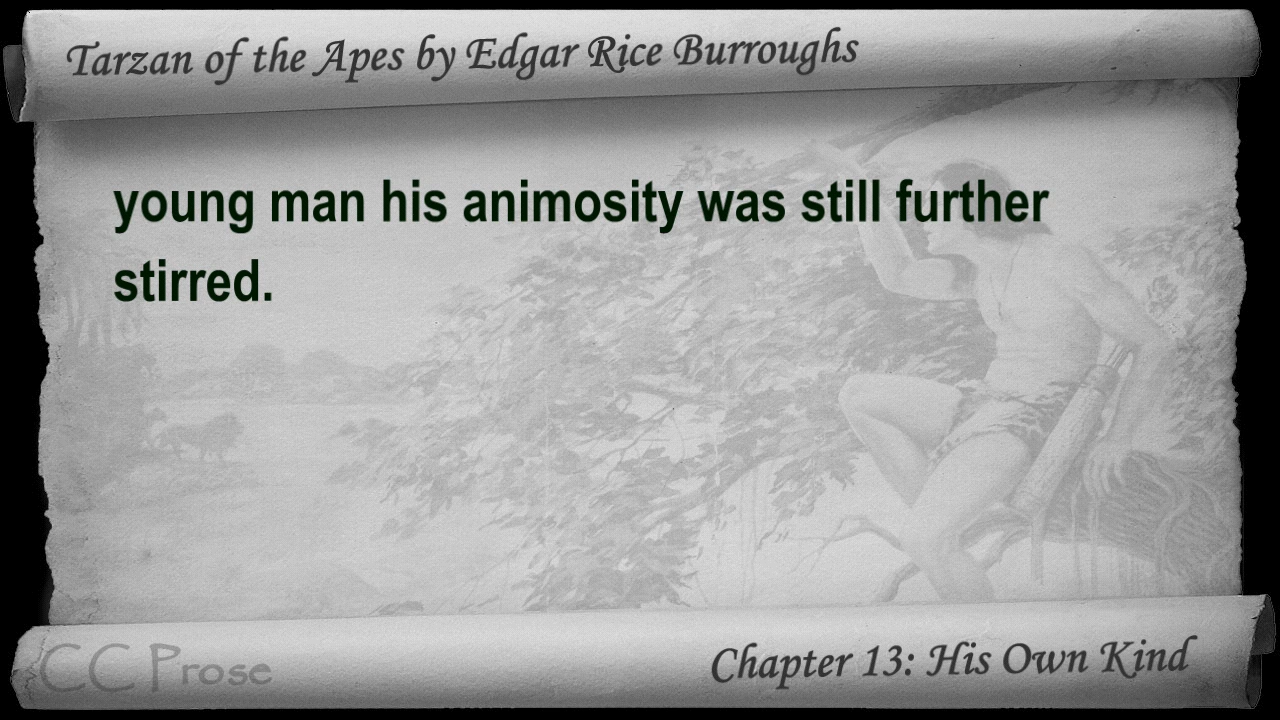 Tarzan of the Apes by Edgar Rice Burroughs
young man his animosity was still further
stirred.
CC Prose
Chapter 13: His Own Kind